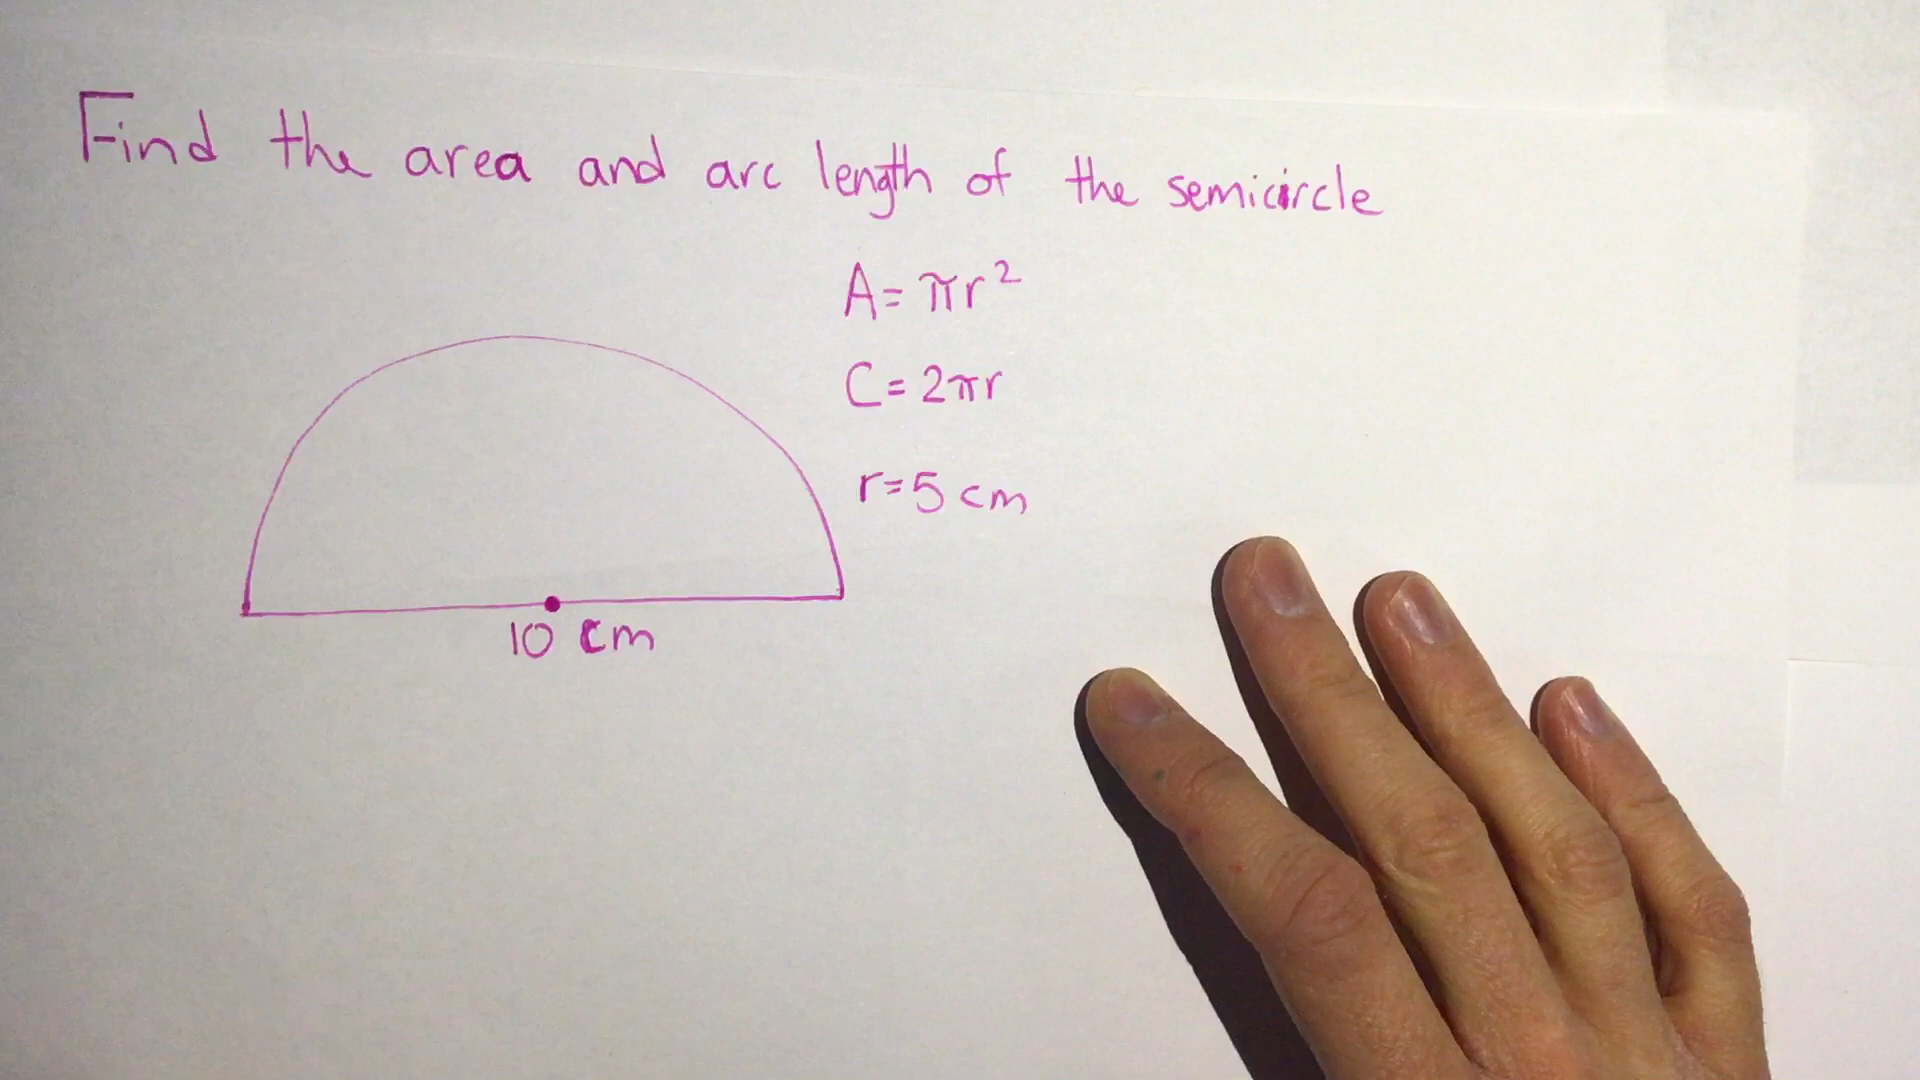 Find the area and arc length of the semicircle
A = πr²
C = 2πr
r = 5 cm
10 cm